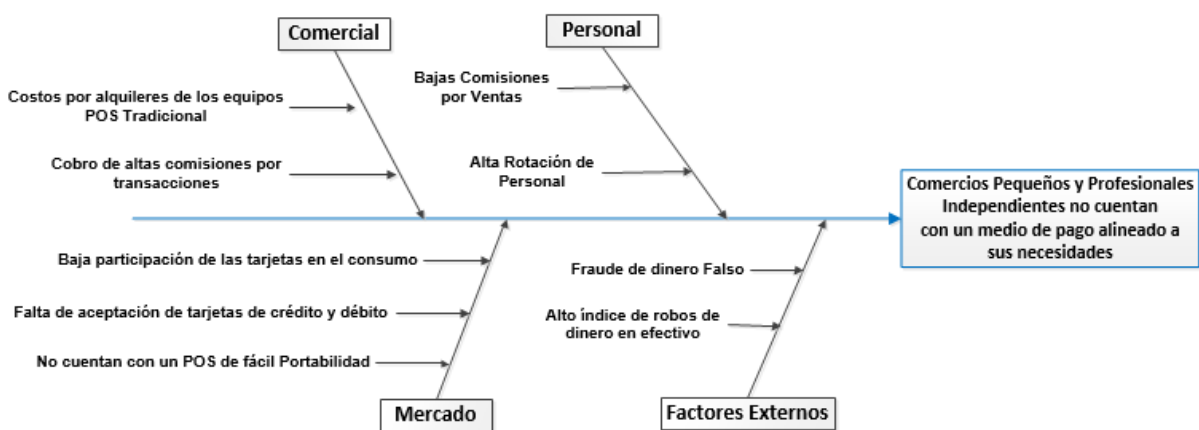 Comercial
Personal
Costos por alquileres de los equipos
POS Tradicional
Cobro de altas comisiones por
transacciones
Bajas Comisiones
por Ventas
Alta Rotación de
Personal
Comercios Pequeños y Profesionales
Independientes no cuentan
con un medio de pago alineado a
sus necesidades
Baja participación de las tarjetas en el consumo
Falta de aceptación de tarjetas de crédito y débito
No cuentan con un POS de fácil Portabilidad
Fraude de dinero Falso
Alto índice de robos de
dinero en efectivo
Mercado
Factores Externos